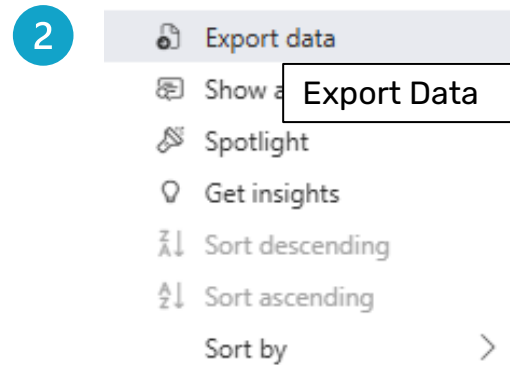 2
Export data
Show a
Export Data
Spotlight
Get insights
Sort descending
Sort ascending
Sort by